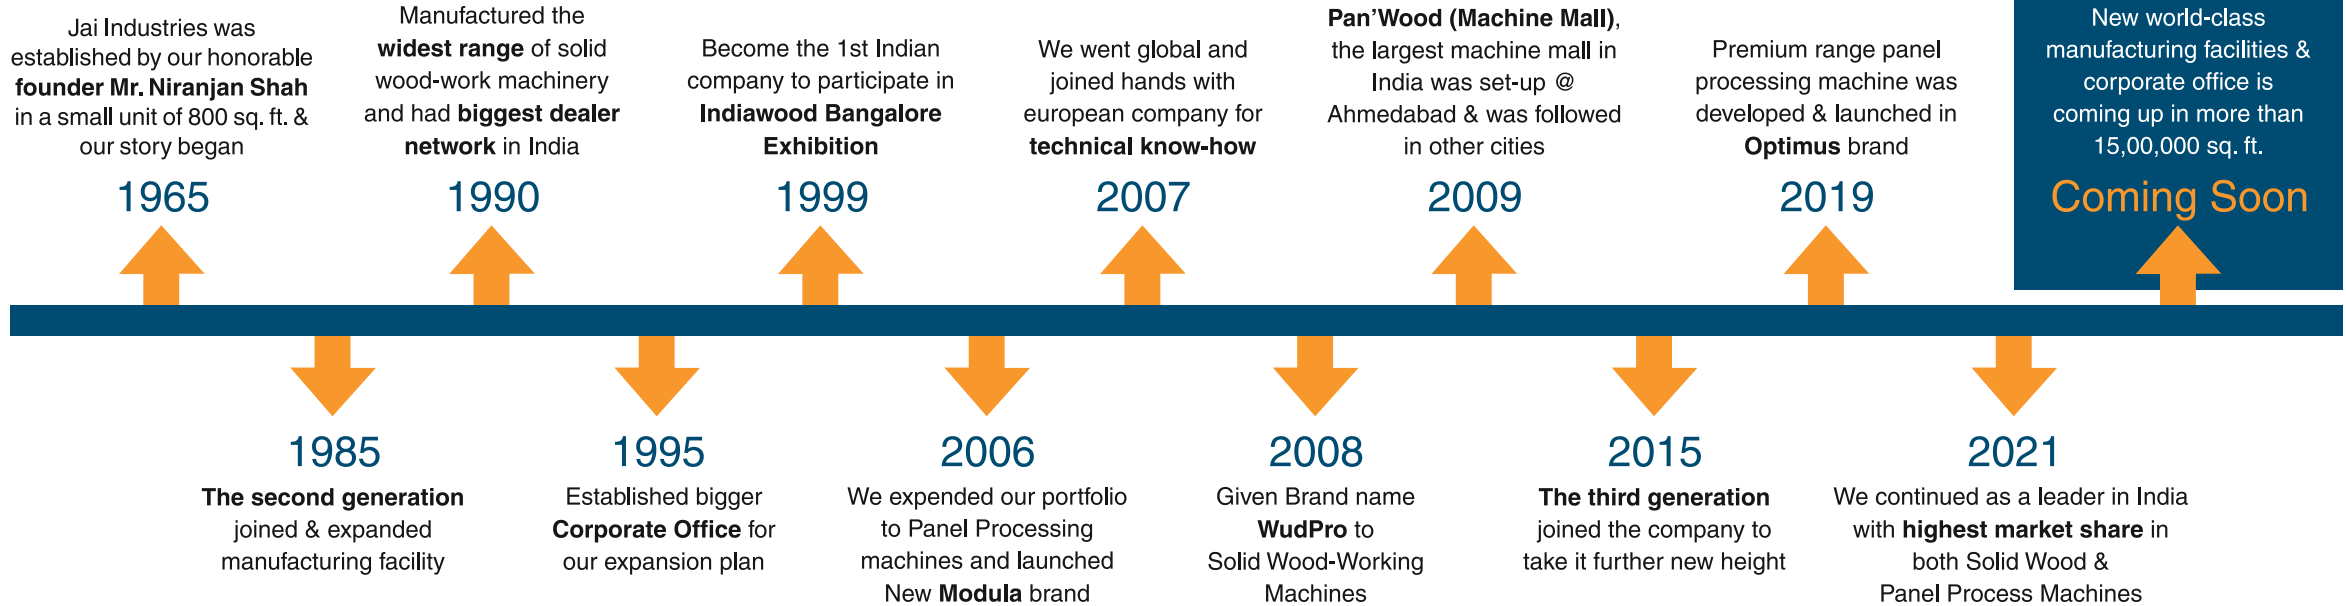 Jai Industries was
established by our honorable
founder Mr. Niranjan Shah
in a small unit of 800 sq. ft. &
our story began
1965
Manufactured the
widest range of solid
wood-work machinery
and had biggest dealer
network in India
1990
Become the 1st Indian
company to participate in
Indiawood Bangalore
Exhibition
1999
We went global and
joined hands with
european company for
technical know-how
2007
Pan'Wood (Machine Mall),
the largest machine mall in
India was set-up @
Ahmedabad & was followed
in other cities
2009
Premium range panel
processing machine was
developed & launched in
Optimus brand
2019
New world-class
manufacturing facilities &
corporate office is
coming up in more than
15,00,000 sq. ft.
Coming Soon
1985
The second generation
joined & expanded
manufacturing facility
1995
Established bigger
Corporate Office for
our expansion plan
2006
We expended our portfolio
to Panel Processing
machines and launched
New Modula brand
2008
Given Brand name
WudPro to
Solid Wood-Working
Machines
2015
The third generation
joined the company to
take it further new height
2021
We continued as a leader in India
with highest market share in
both Solid Wood &
Panel Process Machines